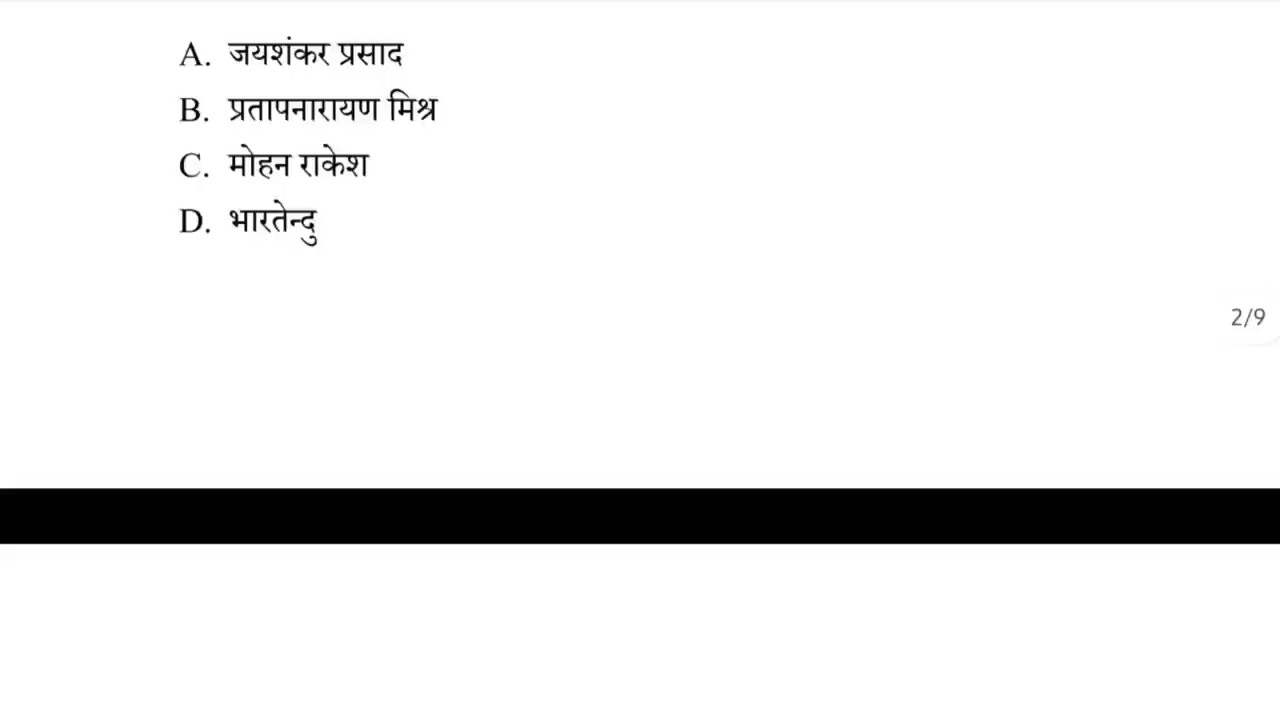 A. जयशंकर प्रसाद
B. प्रतापनारायण मिश्र
C. मोहन राकेश
D. भारतेन्दु
2/9